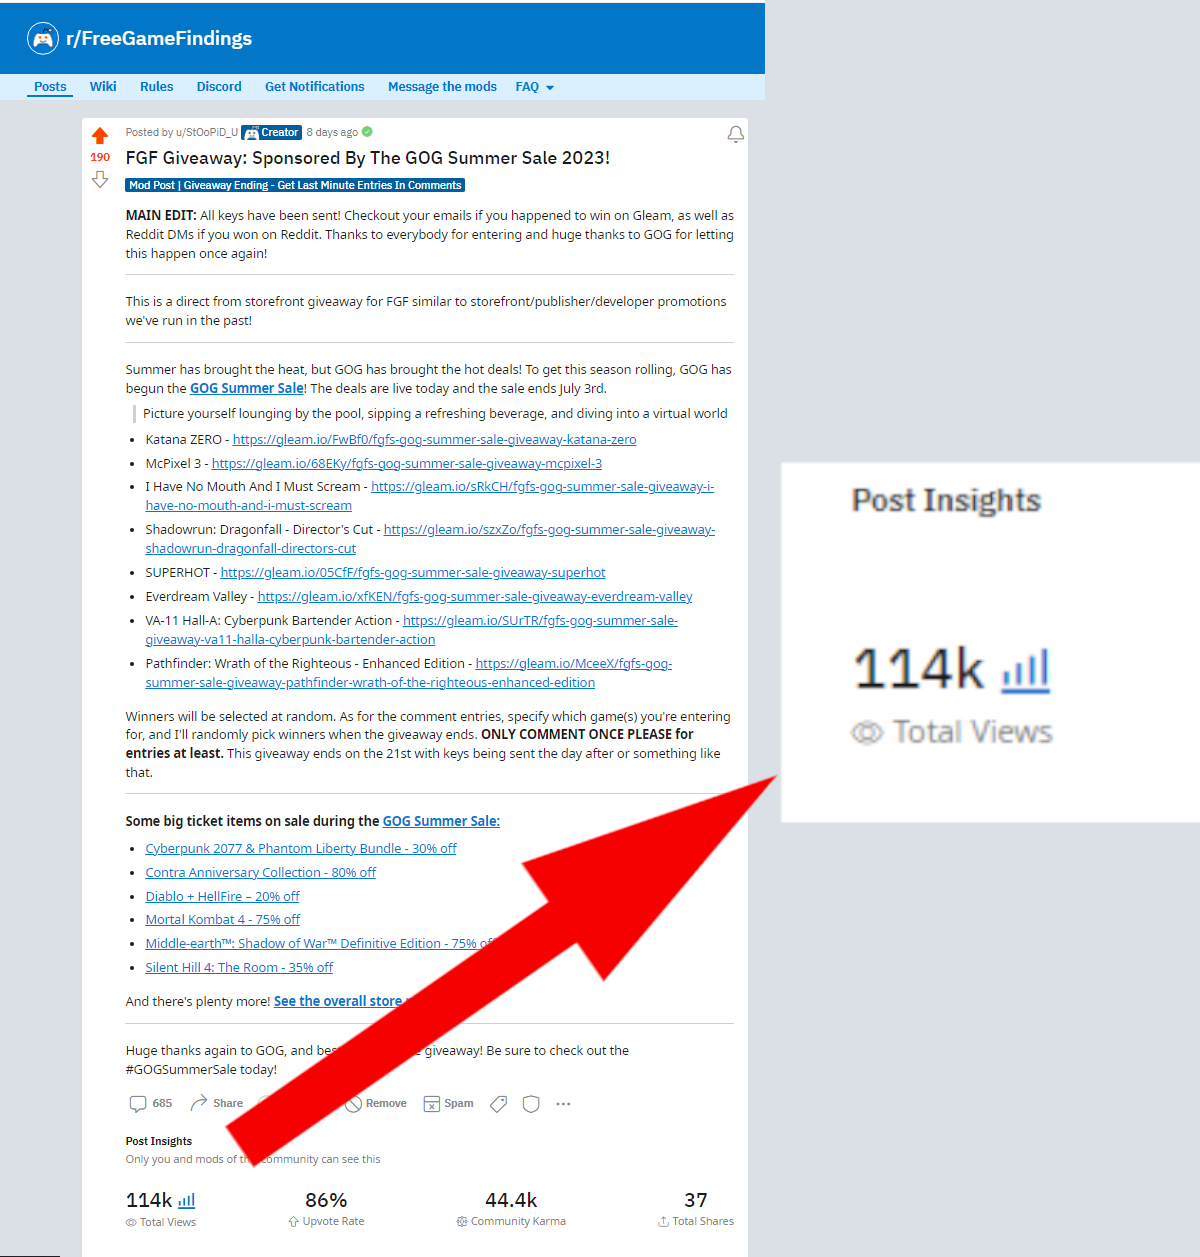 r/FreeGameFindings
Posts Wiki Rules Discord Get Notifications Message the mods FAQ
Posted by u/StOoPiD_U Creator 8 days ago
190
FGF Giveaway: Sponsored By The GOG Summer Sale 2023!
Mod Post | Giveaway Ending - Get Last Minute Entries In Comments
MAIN EDIT: All keys have been sent! Checkout your emails if you happened to win on Gleam, as well as
Reddit DMs if you won on Reddit. Thanks to everybody for entering and huge thanks to GOG for letting
this happen once again!
This is a direct from storefront giveaway for FGF similar to storefront/publisher/developer promotions
we've run in the past!
Summer has brought the heat, but GOG has brought the hot deals! To get this season rolling, GOG has
begun the GOG Summer Sale! The deals are live today and the sale ends July 3rd.
Picture yourself lounging by the pool, sipping a refreshing beverage, and diving into a virtual world
• Katana ZERO - https://gleam.io/FwBf0/fgfs-gog-summer-sale-giveaway-katana-zero
• McPixel 3 - https://gleam.io/68EKy/fgfs-gog-summer-sale-giveaway-mcpixel-3
• I Have No Mouth And I Must Scream - https://gleam.io/sRkCH/fgfs-gog-summer-sale-giveaway-i-
have-no-mouth-and-i-must-scream
• Shadowrun: Dragonfall - Director's Cut - https://gleam.io/szxZo/fgfs-gog-summer-sale-giveaway-
shadowrun-dragonfall-directors-cut
• SUPERHOT - https://gleam.io/05CfF/fgfs-gog-summer-sale-giveaway-superhot
• Everdream Valley - https://gleam.io/xfKEN/fgfs-gog-summer-sale-giveaway-everdream-valley
• VA-11 Hall-A: Cyberpunk Bartender Action - https://gleam.io/SUrTR/fgfs-gog-summer-sale-
giveaway-va11-halla-cyberpunk-bartender-action
• Pathfinder: Wrath of the Righteous - Enhanced Edition - https://gleam.io/MceeX/fgfs-gog-
summer-sale-giveaway-pathfinder-wrath-of-the-righteous-enhanced-edition
Winners will be selected at random. As for the comment entries, specify which game(s) you're entering
for, and I'll randomly pick winners when the giveaway ends. ONLY COMMENT ONCE PLEASE for
entries at least. This giveaway ends on the 21st with keys being sent the day after or something like
that.
Some big ticket items on sale during the GOG Summer Sale:
• Cyberpunk 2077 & Phantom Liberty Bundle - 30% off
• Contra Anniversary Collection - 80% off
• Diablo + HellFire – 20% off
• Mortal Kombat 4 - 75% off
• Middle-earth™: Shadow of War™ Definitive Edition - 75% off
• Silent Hill 4: The Room - 35% off
And there's plenty more! See the overall store
Huge thanks again to GOG, and giveaway! Be sure to check out the
#GOGSummerSale today!
685 Share Remove Spam
Post Insights
Only you and mods of community can see this
114k 86% 44.4k 37
Total Views Upvote Rate Community Karma Total Shares
Post Insights
114k
Total Views